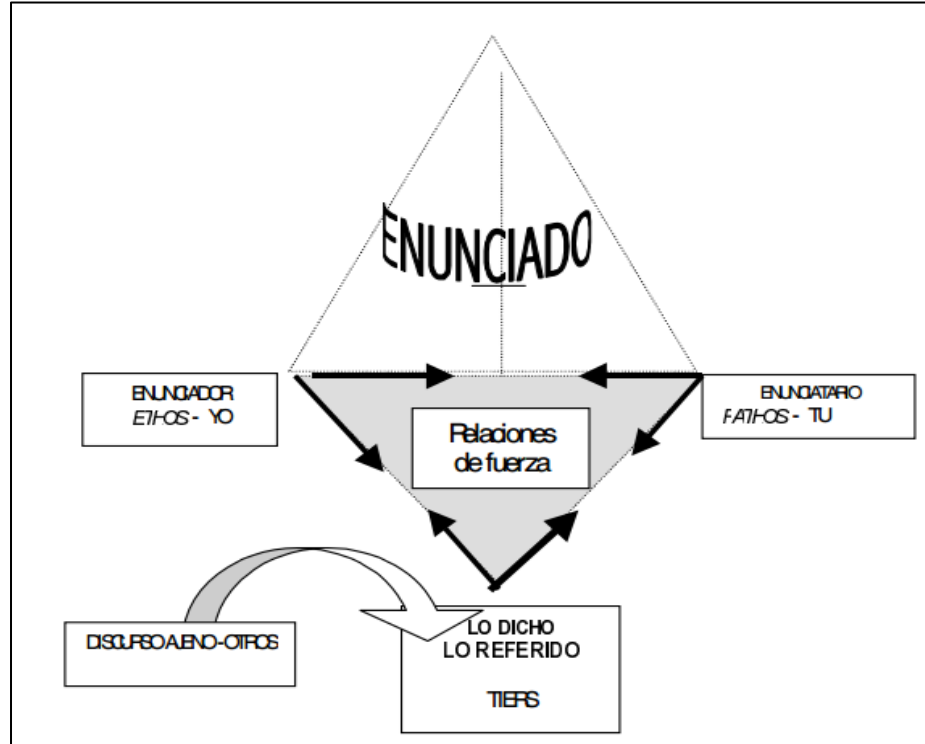 ENUNCIADO
ENUNCIADOR
ETHOS - YO
ENUNCIATARIO
PATHOS - TU
Relaciones
de fuerza
DISCURSO AJENO - OTROS
LO DICHO
LO REFERIDO
TIERS